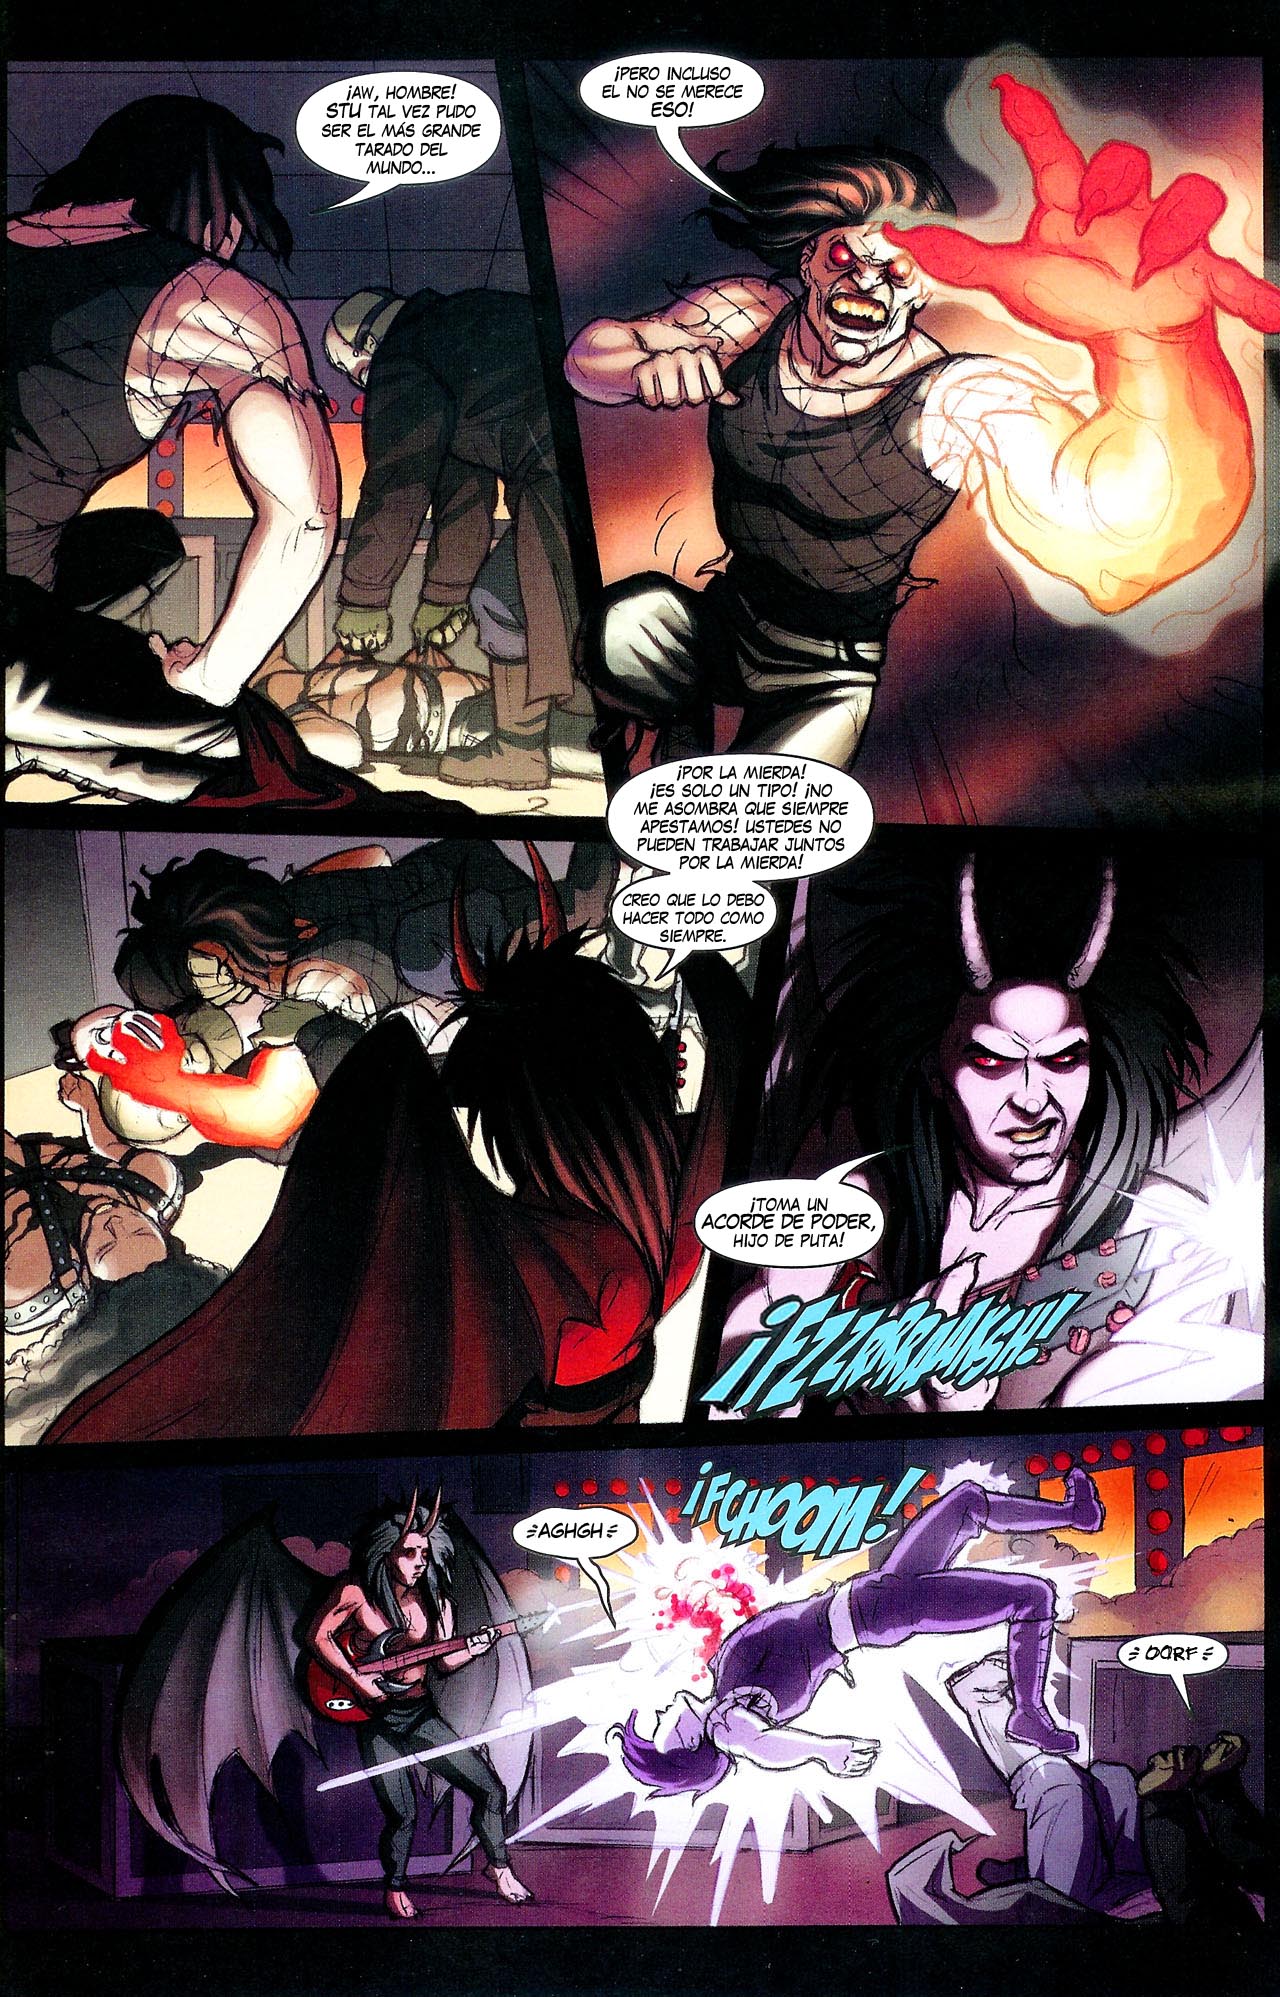 ¡AW, HOMBRE!
STU TAL VEZ PUDO
SER EL MÁS GRANDE
TARADO DEL
MUNDO...
¡PERO INCLUSO
EL NO SE MERECE
ESO!
¡POR LA MIERDA!
¡ES SOLO UN TIPO! ¡NO
ME ASOMBRA QUE SIEMPRE
APESTAMOS! USTEDES NO
PUEDEN TRABAJAR JUNTOS
POR LA MIERDA!
CREO QUE LO DEBO
HACER TODO COMO
SIEMPRE.
¡TOMA UN
ACORDE DE PODER,
HIJO DE PUTA!
AGHGH
¡FCHOOM!
OORF